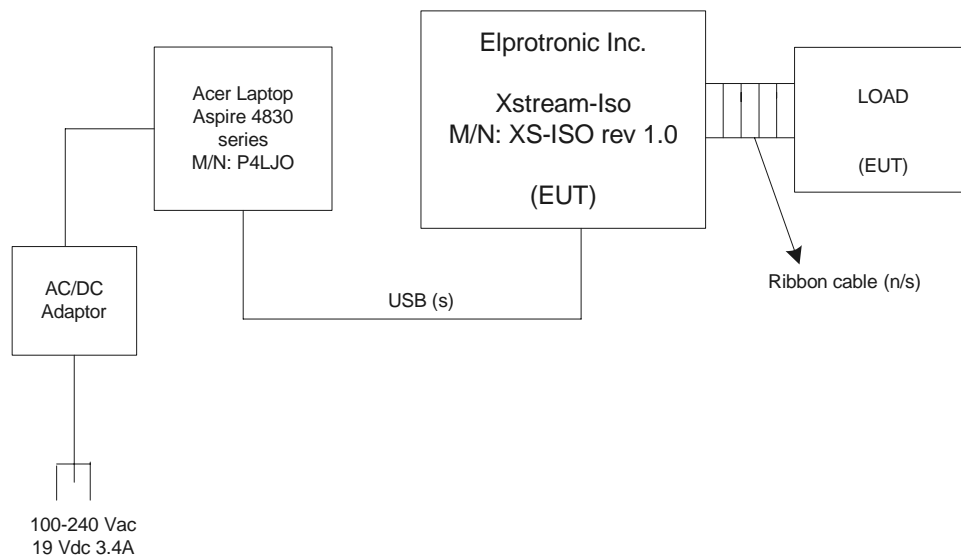 Elprotronic Inc.
Xstream-Iso
M/N: XS-ISO rev 1.0
(EUT)
Acer Laptop
Aspire 4830
series
M/N: P4LJO
LOAD
(EUT)
AC/DC
Adaptor
USB (s)
Ribbon cable (n/s)
100-240 Vac
19 Vdc 3.4A